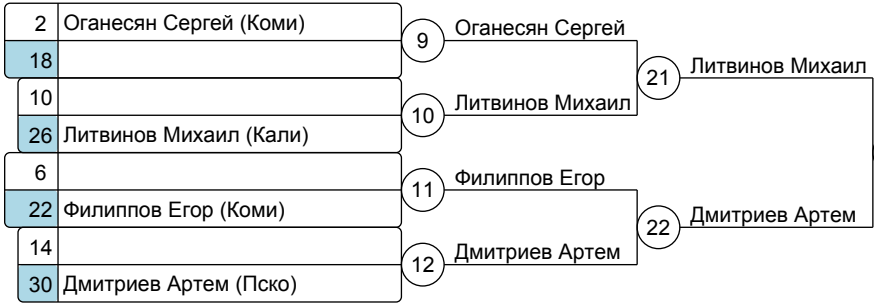 2 Оганесян Сергей (Коми)
18
9 Оганесян Сергей
10
26 Литвинов Михаил (Кали)
10 Литвинов Михаил
21 Литвинов Михаил
6
22 Филиппов Егор (Коми)
11 Филиппов Егор
14
30 Дмитриев Артем (Пско)
12 Дмитриев Артем
22 Дмитриев Артем